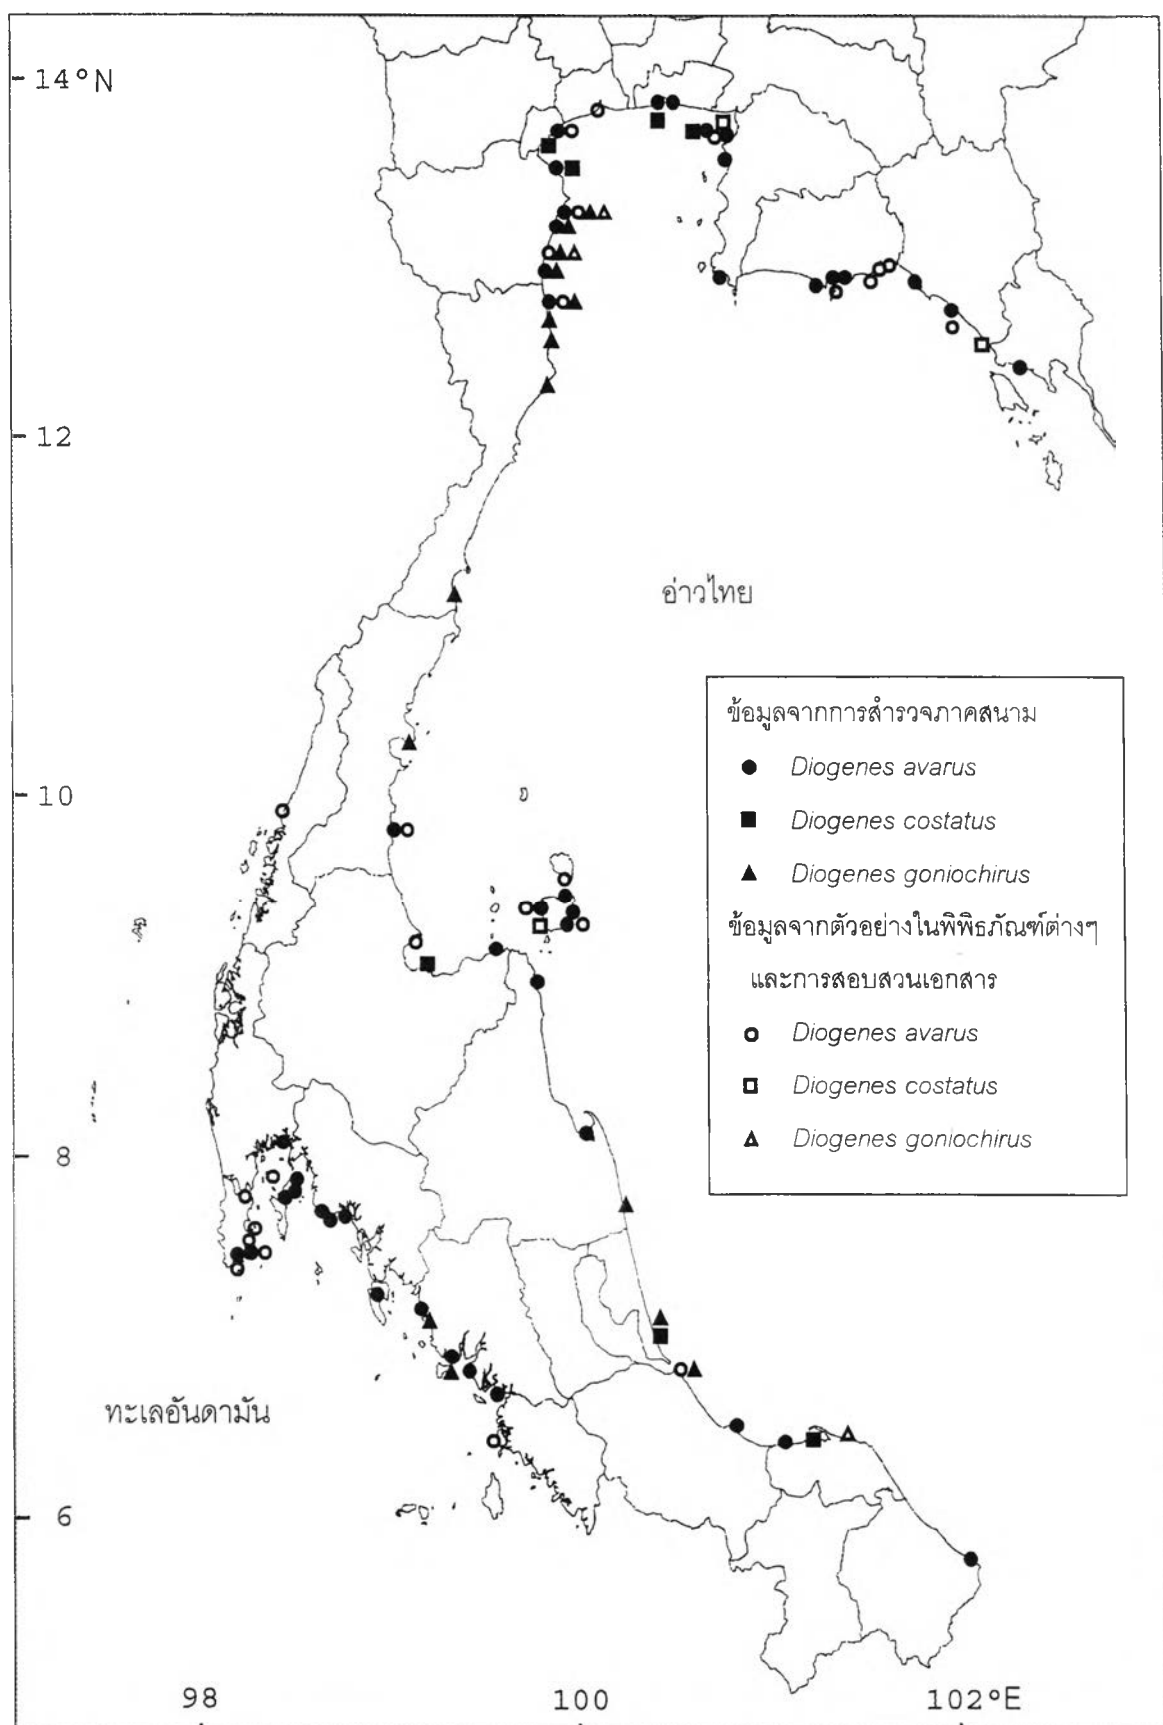 14°N
12
อ่าวไทย
ข้อมูลจากการสำรวจภาคสนาม
Diogenes avarus
10
Diogenes costatus
Diogenes goniochirus
ข้อมูลจากตัวอย่างในพิพิธภัณฑ์ต่างๆ
และการสอบสวนเอกสาร
Diogenes avarus
Diogenes costatus
Diogenes goniochirus
8
ทะเลอันดามัน
6
98 100 102°E